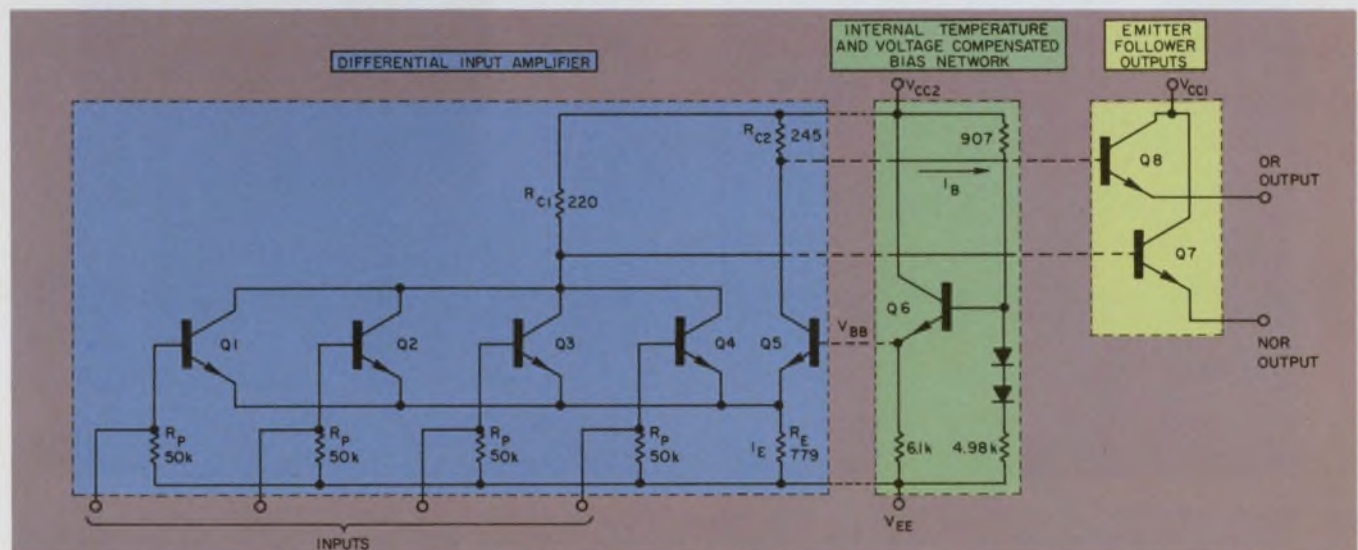 DIFFERENTIAL INPUT AMPLIFIER
INTERNAL TEMPERATURE
AND VOLTAGE COMPENSATED
BIAS NETWORK
EMITTER
FOLLOWER
OUTPUTS
VCC2
VCC1
RC2 245
907
Q8
OR
OUTPUT
IB
RC1 220
Q7
Q6
NOR
OUTPUT
Q1
Q2
Q3
Q4
Q5
VBB
RP
50k
RP
50k
RP
50k
RP
50k
IE
RE
779
6.1k
4.98k
VEE
INPUTS